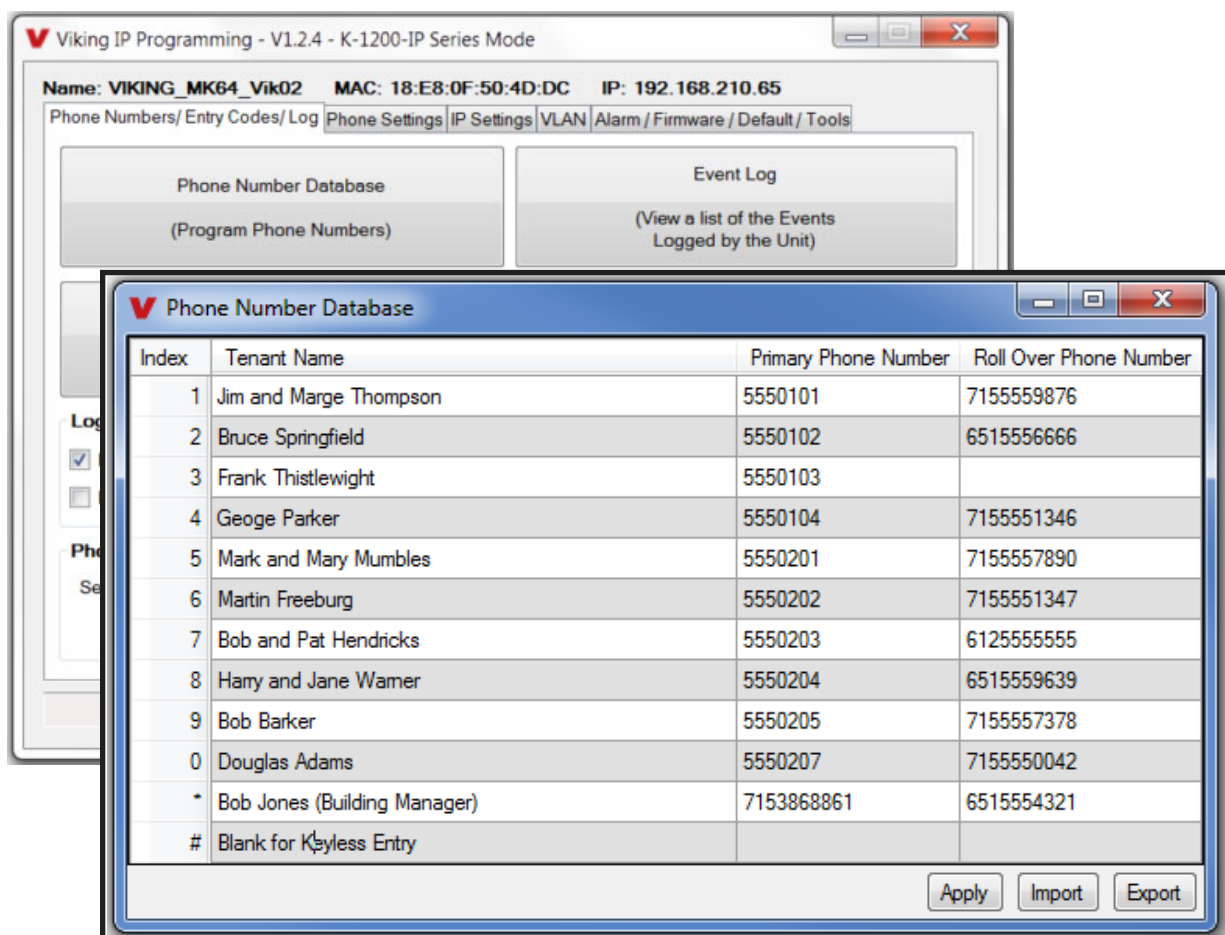 Viking IP Programming - V1.2.4 - K-1200-IP Series Mode
Name: VIKING_MK64_Vik02 MAC: 18:E8:0F:50:4D:DC IP: 192.168.210.65
Phone Numbers/ Entry Codes/ Log Phone Settings IP Settings VLAN Alarm / Firmware / Default / Tools
Phone Number Database
(Program Phone Numbers)
Event Log
(View a list of the Events
Logged by the Unit)
Phone Number Database
Index Tenant Name Primary Phone Number Roll Over Phone Number
1 Jim and Marge Thompson 5550101 7155559876
2 Bruce Springfield 5550102 6515556666
3 Frank Thistlewight 5550103
4 Geoge Parker 5550104 7155551346
5 Mark and Mary Mumbles 5550201 7155557890
6 Martin Freeburg 5550202 7155551347
7 Bob and Pat Hendricks 5550203 6125555555
8 Harry and Jane Warner 5550204 6515559639
9 Bob Barker 5550205 7155557378
0 Douglas Adams 5550207 7155550042
* Bob Jones (Building Manager) 7153868861 6515554321
# Blank for Keyless Entry
Apply Import Export